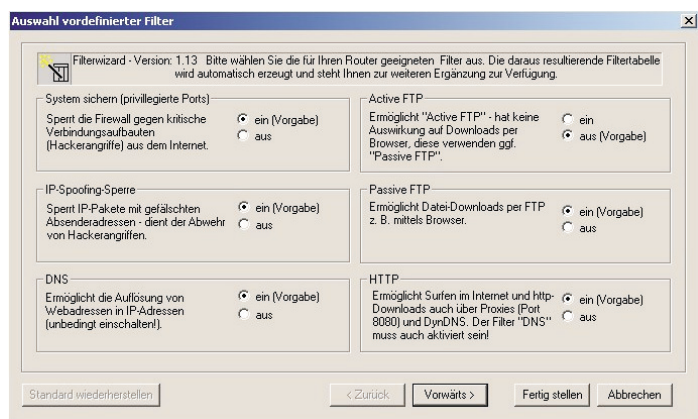 Auswahl vordefinierter Filter
Filterwizard - Version: 1.13 Bitte wählen Sie die für Ihren Router geeigneten Filter aus. Die daraus resultierende Filtertabelle
wird automatisch erzeugt und steht Ihnen zur weiteren Ergänzung zur Verfügung.
System sichern (privillegierte Ports)
Sperrt die Firewall gegen kritische
Verbindungsaufbauten
(Hackerangriffe) aus dem Internet.
ein (Vorgabe)
aus
Active FTP
Ermöglicht "Active FTP" - hat keine
Auswirkung auf Downloads per
Browser, diese verwenden ggf.
"Passive FTP".
ein
aus (Vorgabe)
IP-Spoofing-Sperre
Sperrt IP-Pakete mit gefälschten
Absenderadressen - dient der Abwehr
von Hackerangriffen.
ein (Vorgabe)
aus
Passive FTP
Ermöglicht Datei-Downloads per FTP
z. B. mittels Browser.
ein (Vorgabe)
aus
DNS
Ermöglicht die Auflösung von
Webadressen in IP-Adressen
(unbedingt einschalten!).
ein (Vorgabe)
aus
HTTP
Ermöglicht Surfen im Internet und http-
Downloads auch über Proxies (Port
8080) und DynDNS. Der Filter "DNS"
muss auch aktiviert sein!
ein (Vorgabe)
aus
Standard wiederherstellen
< Zurück
Vorwärts >
Fertig stellen
Abbrechen